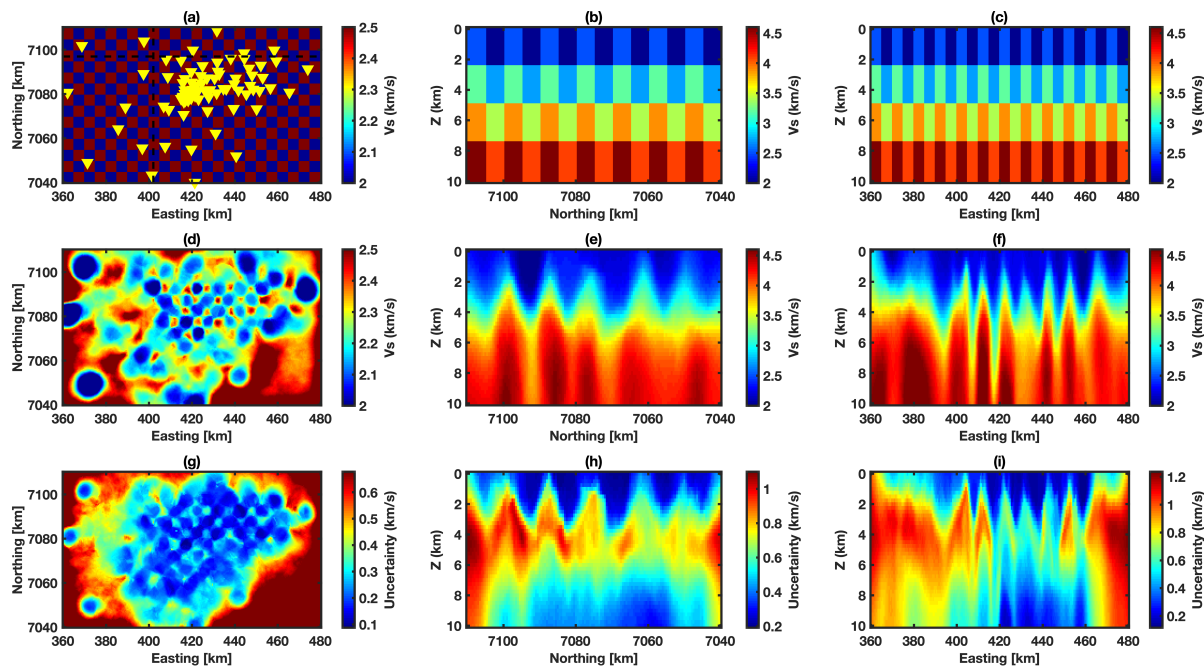 (a) (b) (c)
7100 7080 7060 7040
Northing [km]
360 380 400 420 440 460 480
Easting [km]
2.5 2.4 2.3 2.2 2.1 2
Vs (km/s)
0 2 4 6 8 10
Z (km)
7100 7080 7060 7040
Northing [km]
4.5 4 3.5 3 2.5 2
Vs (km/s)
0 2 4 6 8 10
Z (km)
360 380 400 420 440 460 480
Easting [km]
4.5 4 3.5 3 2.5 2
Vs (km/s)
(d) (e) (f)
7100 7080 7060 7040
Northing [km]
360 380 400 420 440 460 480
Easting [km]
2.5 2.4 2.3 2.2 2.1 2
Vs (km/s)
0 2 4 6 8 10
Z (km)
7100 7080 7060 7040
Northing [km]
4.5 4 3.5 3 2.5 2
Vs (km/s)
0 2 4 6 8 10
Z (km)
360 380 400 420 440 460 480
Easting [km]
4.5 4 3.5 3 2.5 2
Vs (km/s)
(g) (h) (i)
7100 7080 7060 7040
Northing [km]
360 380 400 420 440 460 480
Easting [km]
0.6 0.5 0.4 0.3 0.2 0.1
Uncertainty (km/s)
0 2 4 6 8 10
Z (km)
7100 7080 7060 7040
Northing [km]
1 0.8 0.6 0.4 0.2
Uncertainty (km/s)
0 2 4 6 8 10
Z (km)
360 380 400 420 440 460 480
Easting [km]
1.2 1 0.8 0.6 0.4 0.2
Uncertainty (km/s)